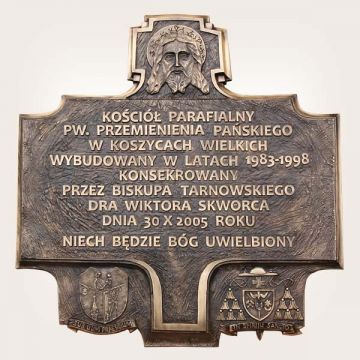 KOŚCIÓŁ PARAFIALNY
PW. PRZEMIENIENIA PAŃSKIEGO
W KOSZYCACH WIELKICH
WYBUDOWANY W LATACH 1983-1998
KONSEKROWANY
PRZEZ BISKUPA TARNOWSKIEGO
DRA WIKTORA SKWORCA
DNIA 30 X 2005 ROKU
NIECH BĘDZIE BÓG UWIELBIONY